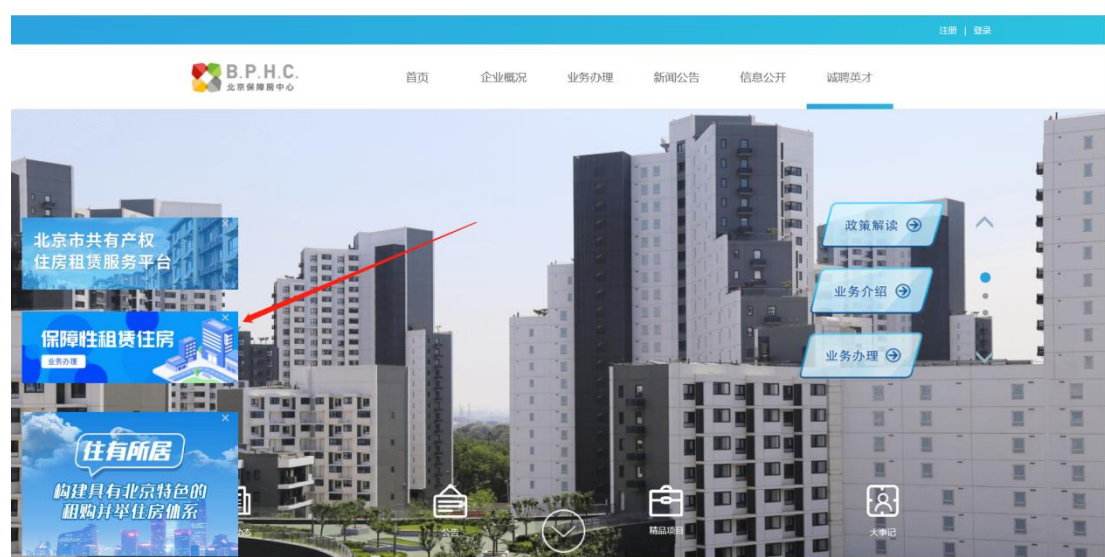 注册 | 登录
B.P.H.C.
北京保障房中心
首页 企业概况 业务办理 新闻公告 信息公开 诚聘英才
北京市共有产权
住房租赁服务平台
政策解读
业务介绍
业务办理
保障性租赁住房
业务办理
住有所居
构建具有北京特色的
租购并举住房体系
公告
精品项目
大事记